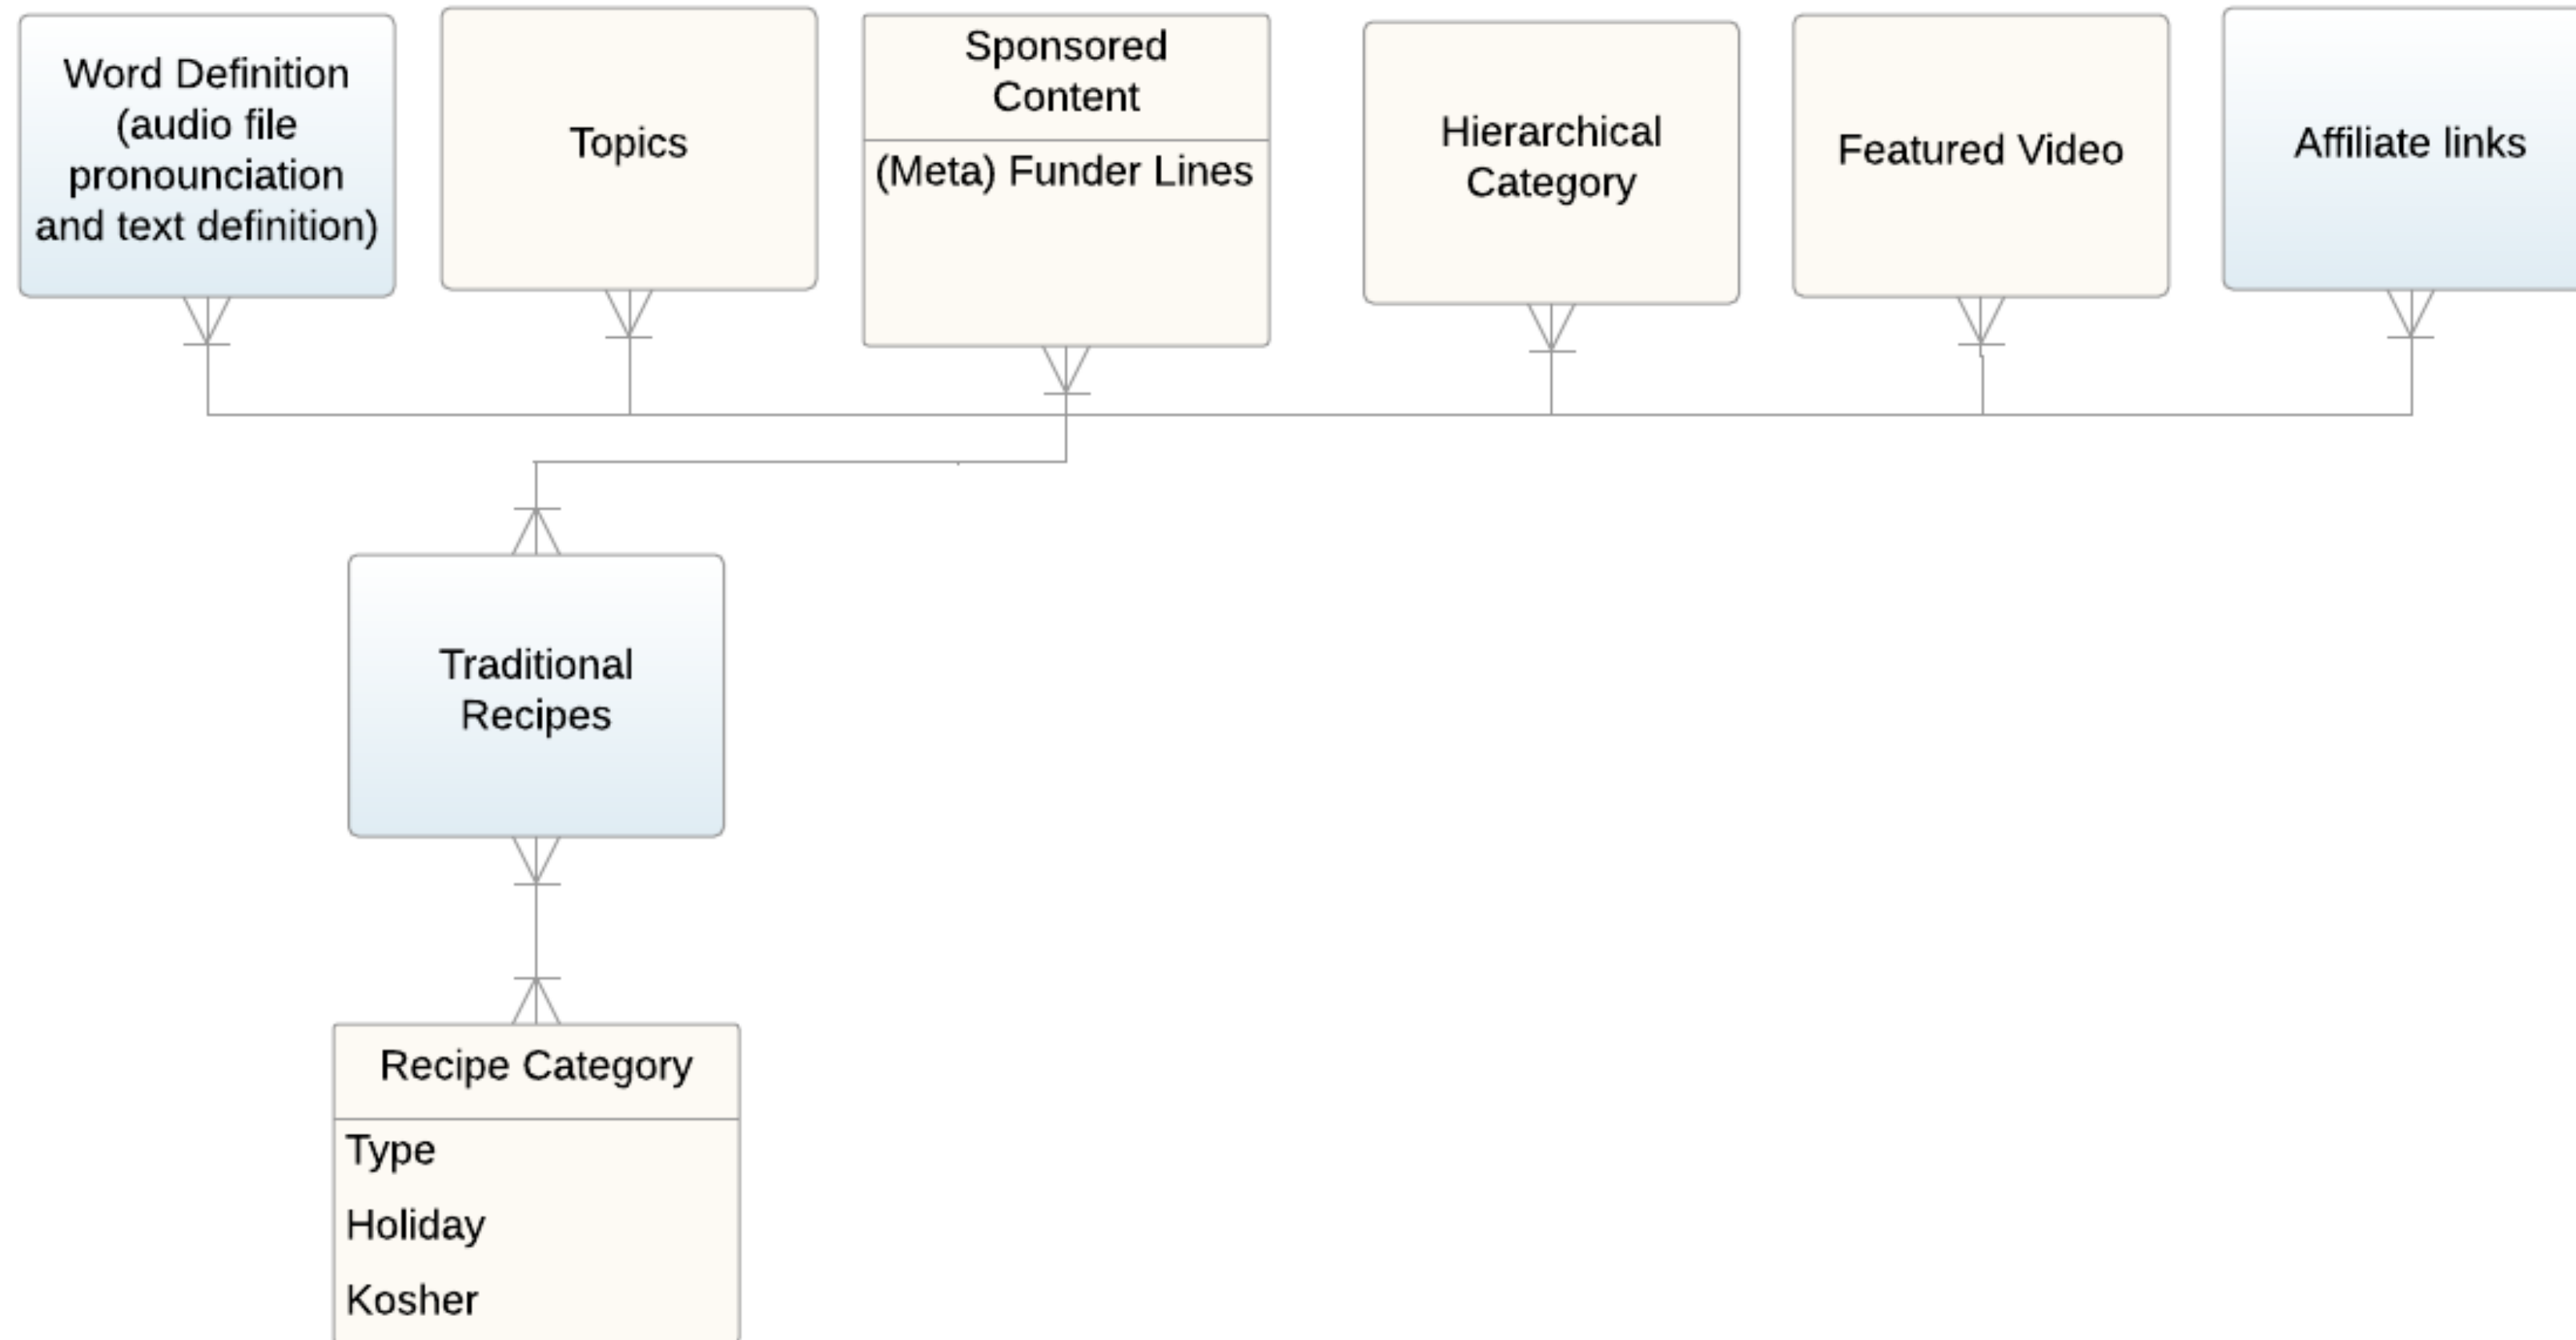 Word Definition
(audio file
pronounciation
and text definition)
Topics
Sponsored
Content
(Meta) Funder Lines
Hierarchical
Category
Featured Video
Affiliate links
Traditional
Recipes
Recipe Category
Type
Holiday
Kosher